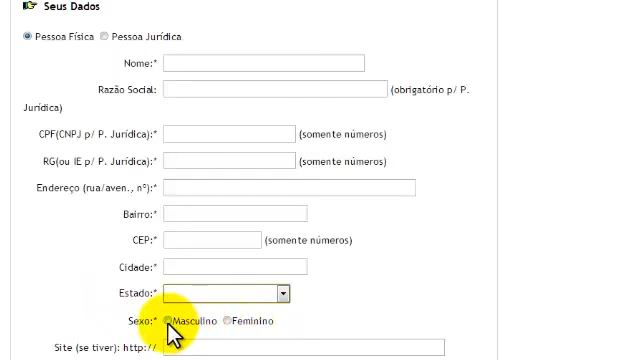 Seus Dados
Pessoa Física Pessoa Jurídica
Nome:*
Razão Social: (obrigatório p/ P.
Jurídica)
CPF(CNPJ p/ P. Jurídica):* (somente números)
RG(ou IE p/ P. Jurídica):* (somente números)
Endereço (rua/aven., nº):*
Bairro:*
CEP:* (somente números)
Cidade:*
Estado:*
Sexo:* Masculino Feminino
Site (se tiver): http://